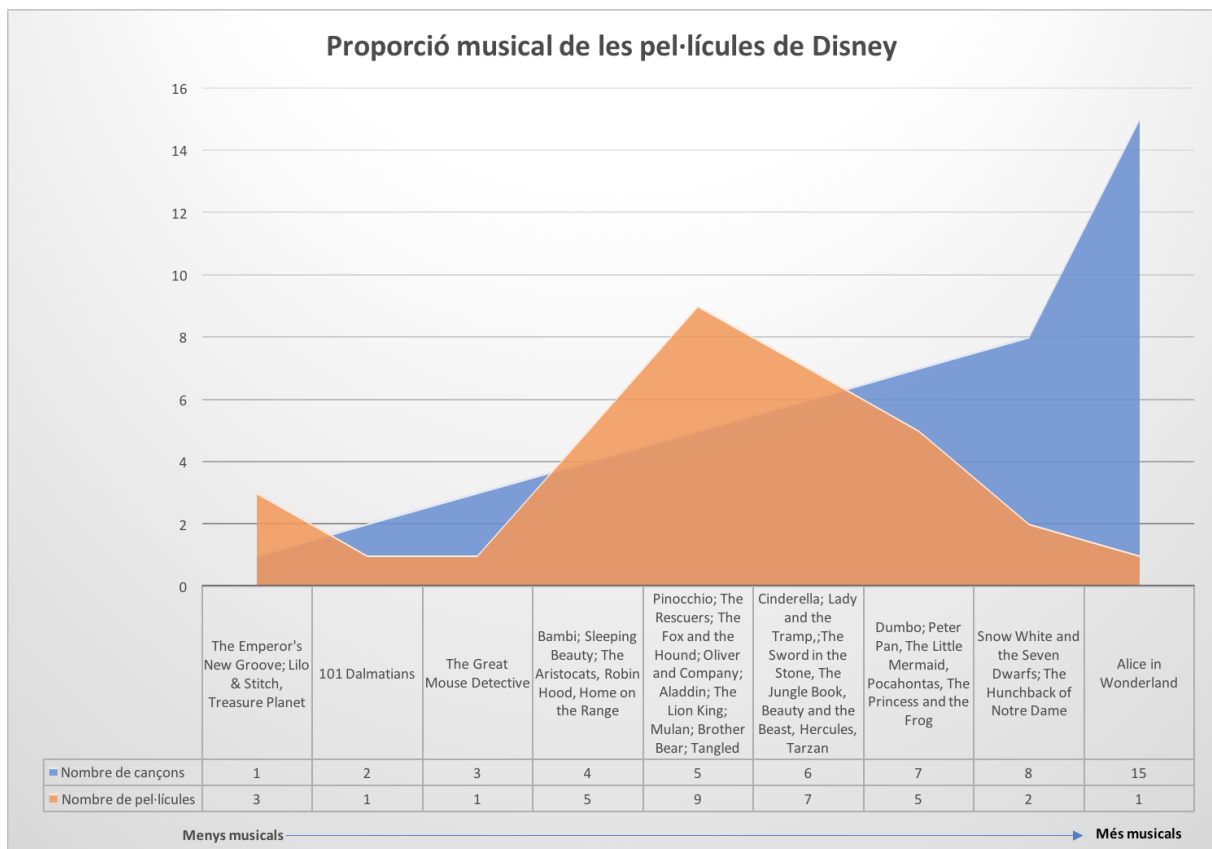 Proporció musical de les pel·lícules de Disney
16
14
12
10
8
6
4
2
0
The Emperor's
New Groove; Lilo
& Stitch,
Treasure Planet
101 Dalmatians
The Great
Mouse Detective
Bambi; Sleeping
Beauty; The
Aristocats, Robin
Hood, Home on
the Range
Pinocchio; The
Rescuers; The
Fox and the
Hound; Oliver
and Company;
Aladdin; The
Lion King;
Mulan; Brother
Bear; Tangled
Cinderella; Lady
and the
Tramp,;The
Sword in the
Stone, The
Jungle Book,
Beauty and the
Beast, Hercules,
Tarzan
Dumbo; Peter
Pan, The Little
Mermaid,
Pocahontas, The
Princess and the
Frog
Snow White and
the Seven
Dwarfs; The
Hunchback of
Notre Dame
Alice in
Wonderland
Nombre de cançons 1 2 3 4 5 6 7 8 15
Nombre de pel·lícules 3 1 1 5 9 7 5 2 1
Menys musicals Més musicals